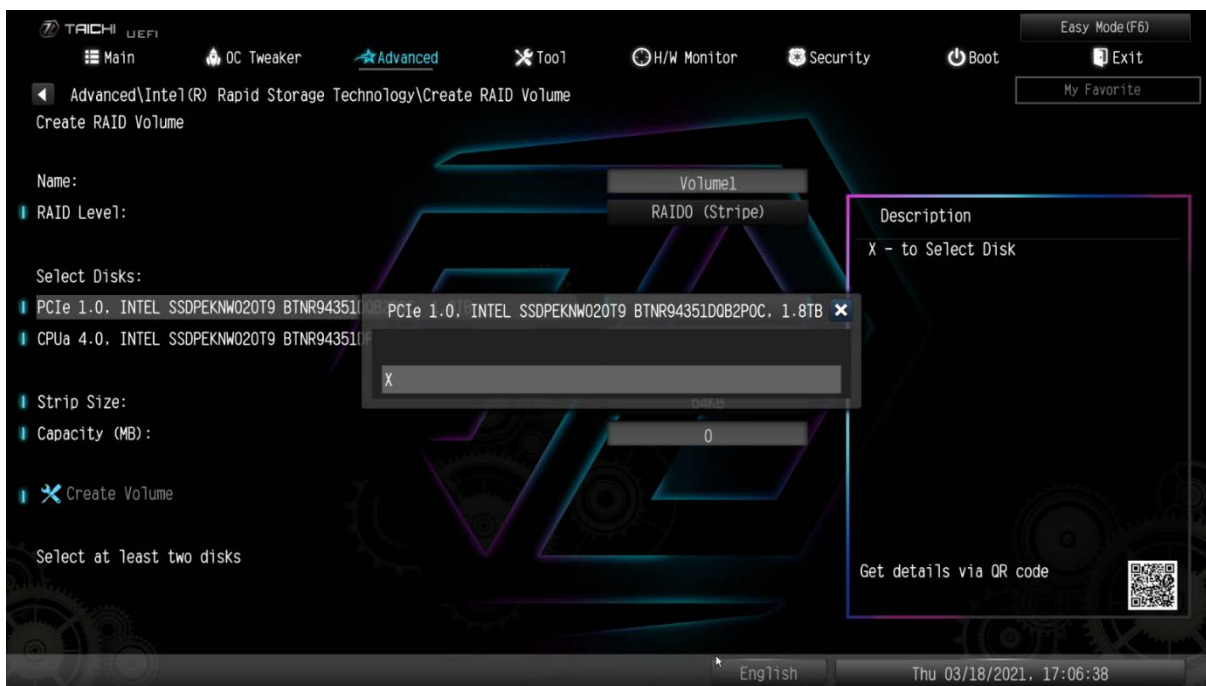 TAICHI UEFI
Easy Mode(F6)
Main OC Tweaker Advanced Tool H/W Monitor Security Boot Exit
Advanced\Intel(R) Rapid Storage Technology\Create RAID Volume
My Favorite
Create RAID Volume
Name: Volume1
RAID Level: RAID0 (Stripe)
Description
X - to Select Disk
Select Disks:
PCIe 1.0, INTEL SSDPEKNW020T9 BTNR94351
PCIe 1.0, INTEL SSDPEKNW020T9 BTNR94351DQB2P0C, 1.8TB
CPUa 4.0, INTEL SSDPEKNW020T9 BTNR94351
X
Strip Size: 64KB
Capacity (MB): 0
Create Volume
Select at least two disks
Get details via QR code
English
Thu 03/18/2021, 17:06:38